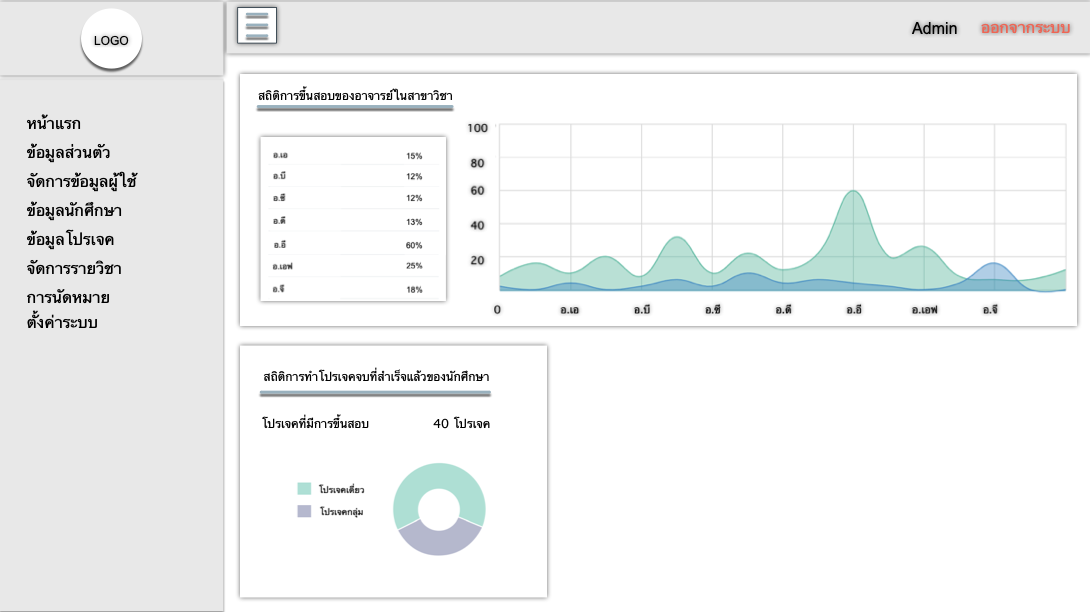 LOGO
Admin ออกจากระบบ
หน้าแรก
ข้อมูลส่วนตัว
จัดการข้อมูลผู้ใช้
ข้อมูลนักศึกษา
ข้อมูลโปรเจค
จัดการรายวิชา
การนัดหมาย
ตั้งค่าระบบ
สถิติการขึ้นสอบของอาจารย์ในสาขาวิชา
อ.เอ 15%
อ.บี 12%
อ.ซี 12%
อ.ดี 13%
อ.อี 60%
อ.เอฟ 25%
อ.จี 18%
100
80
60
40
20
0 อ.เอ อ.บี อ.ซี อ.ดี อ.อี อ.เอฟ อ.จี
สถิติการทำโปรเจคจบที่สำเร็จแล้วของนักศึกษา
โปรเจคที่มีการขึ้นสอบ 40 โปรเจค
โปรเจคเดี่ยว
โปรเจคกลุ่ม